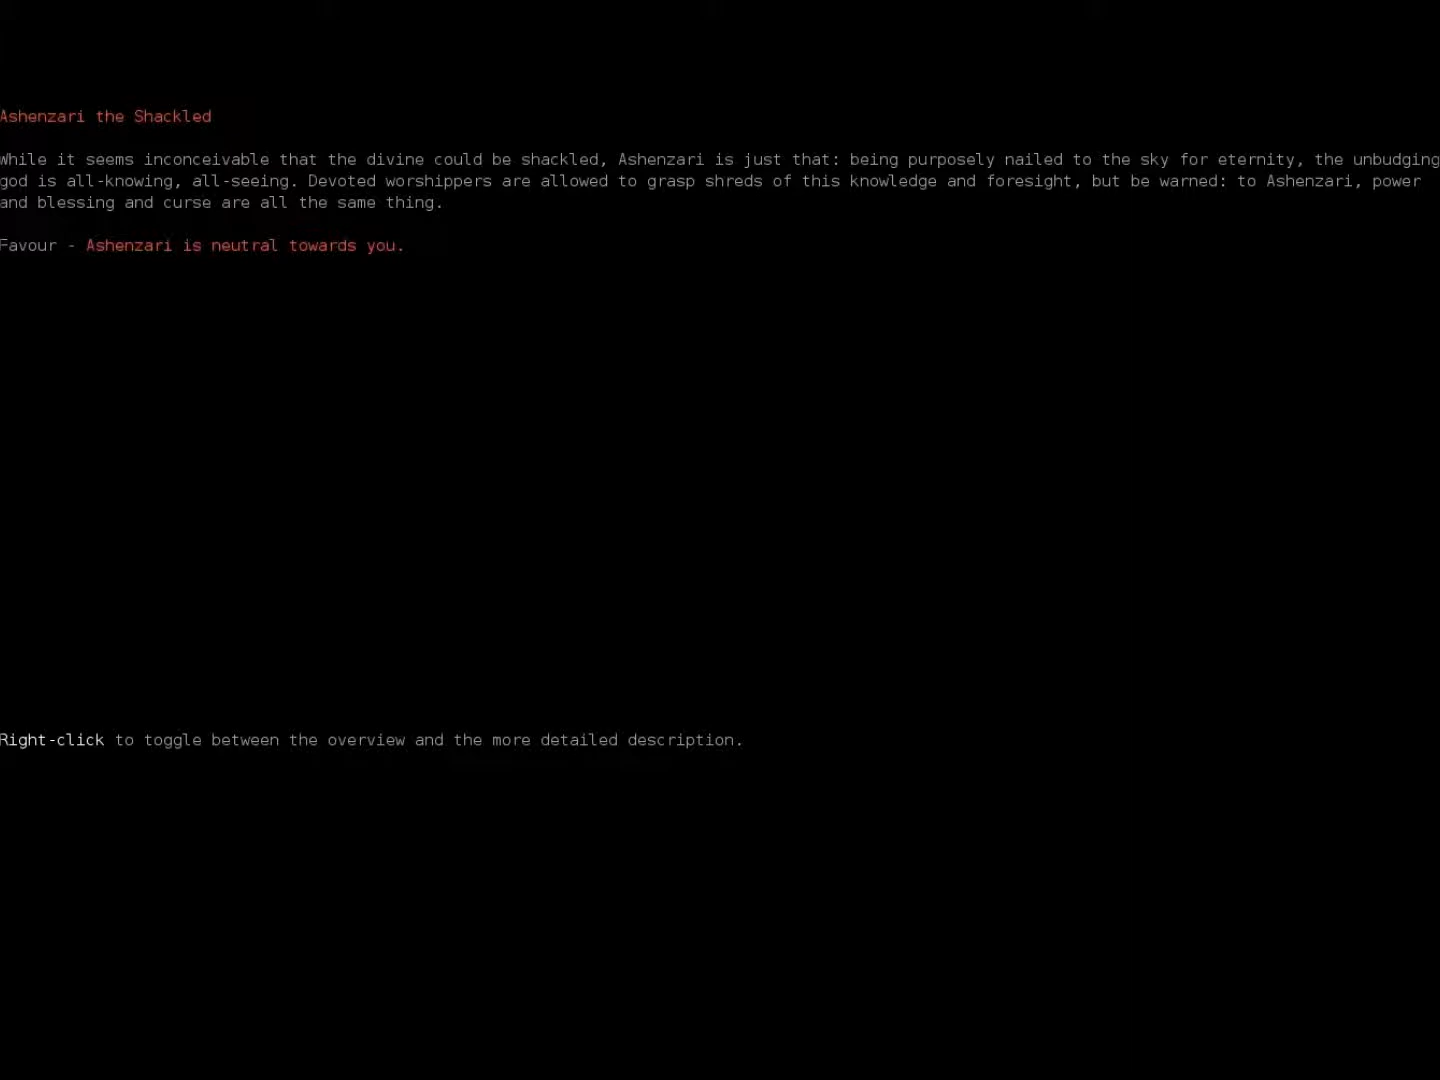 Ashenzari the Shackled
While it seems inconceivable that the divine could be shackled, Ashenzari is just that: being purposely nailed to the sky for eternity, the unbudging
god is all-knowing, all-seeing. Devoted worshippers are allowed to grasp shreds of this knowledge and foresight, but be warned: to Ashenzari, power
and blessing and curse are all the same thing.
Favour - Ashenzari is neutral towards you.
Right-click to toggle between the overview and the more detailed description.